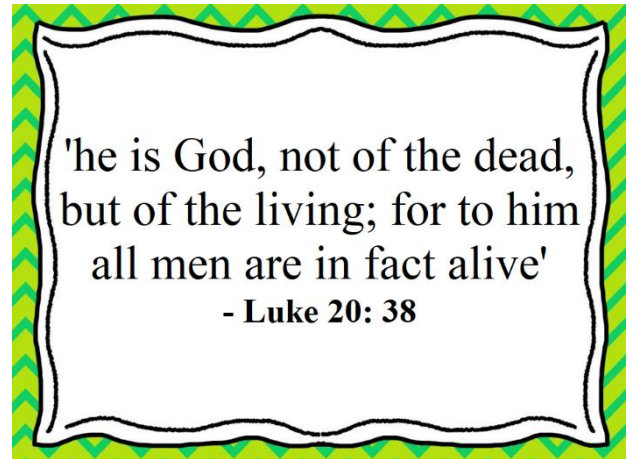 'he is God, not of the dead,
but of the living; for to him
all men are in fact alive'
- Luke 20: 38